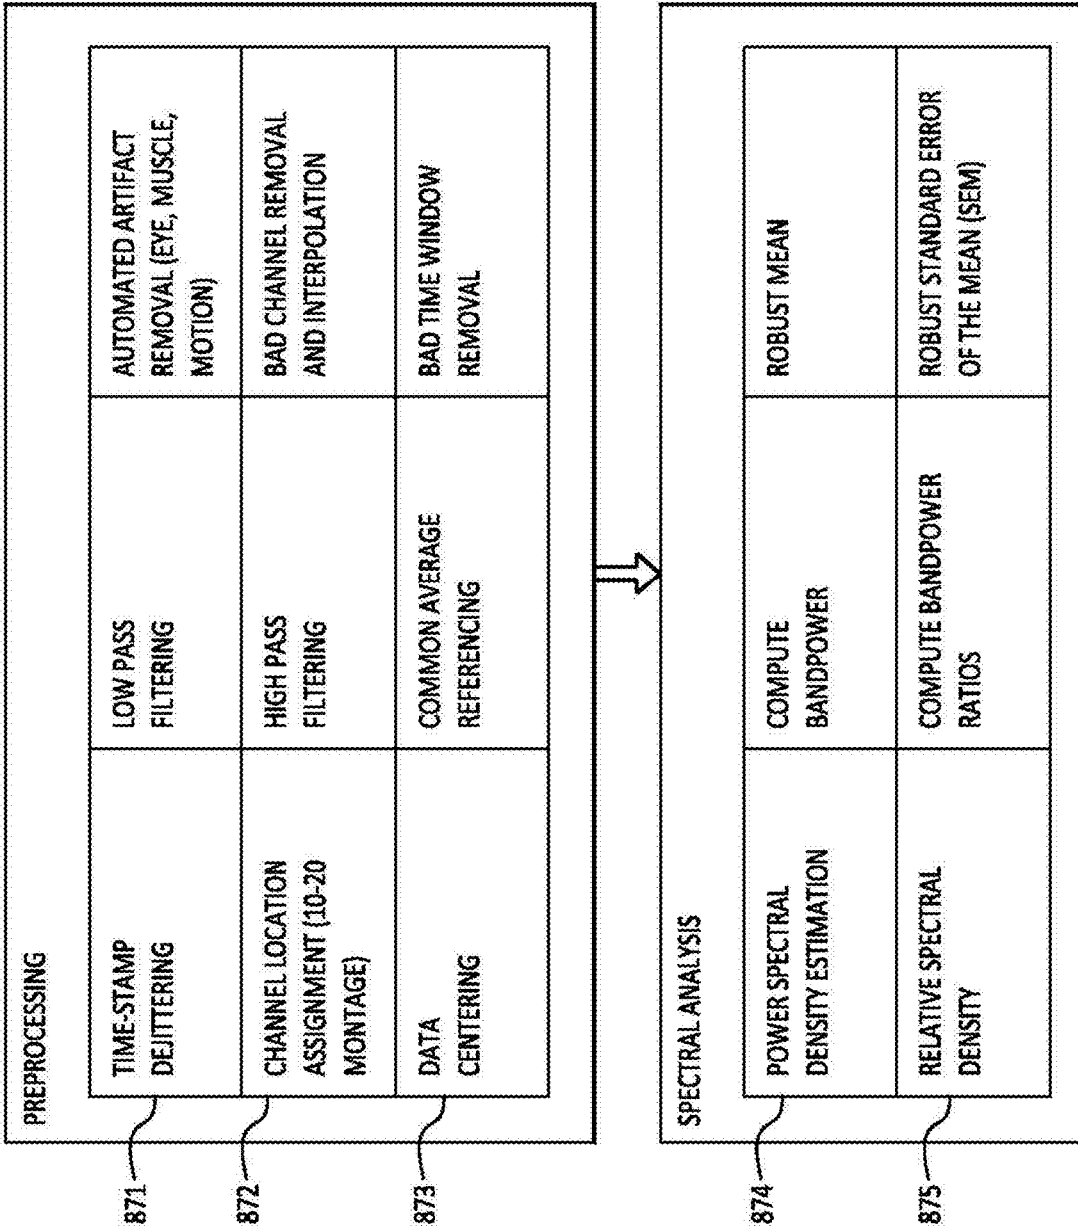 PREPROCESSING
871
TIME-STAMP
DEJITTERING
LOW PASS
FILTERING
AUTOMATED ARTIFACT
REMOVAL (EYE, MUSCLE,
MOTION)
872
CHANNEL LOCATION
ASSIGNMENT (10-20
MONTAGE)
HIGH PASS
FILTERING
BAD CHANNEL REMOVAL
AND INTERPOLATION
873
DATA
CENTERING
COMMON AVERAGE
REFERENCING
BAD TIME WINDOW
REMOVAL
SPECTRAL ANALYSIS
874
POWER SPECTRAL
DENSITY ESTIMATION
COMPUTE
BANDPOWER
ROBUST MEAN
875
RELATIVE SPECTRAL
DENSITY
COMPUTE BANDPOWER
RATIOS
ROBUST STANDARD ERROR
OF THE MEAN (SEM)